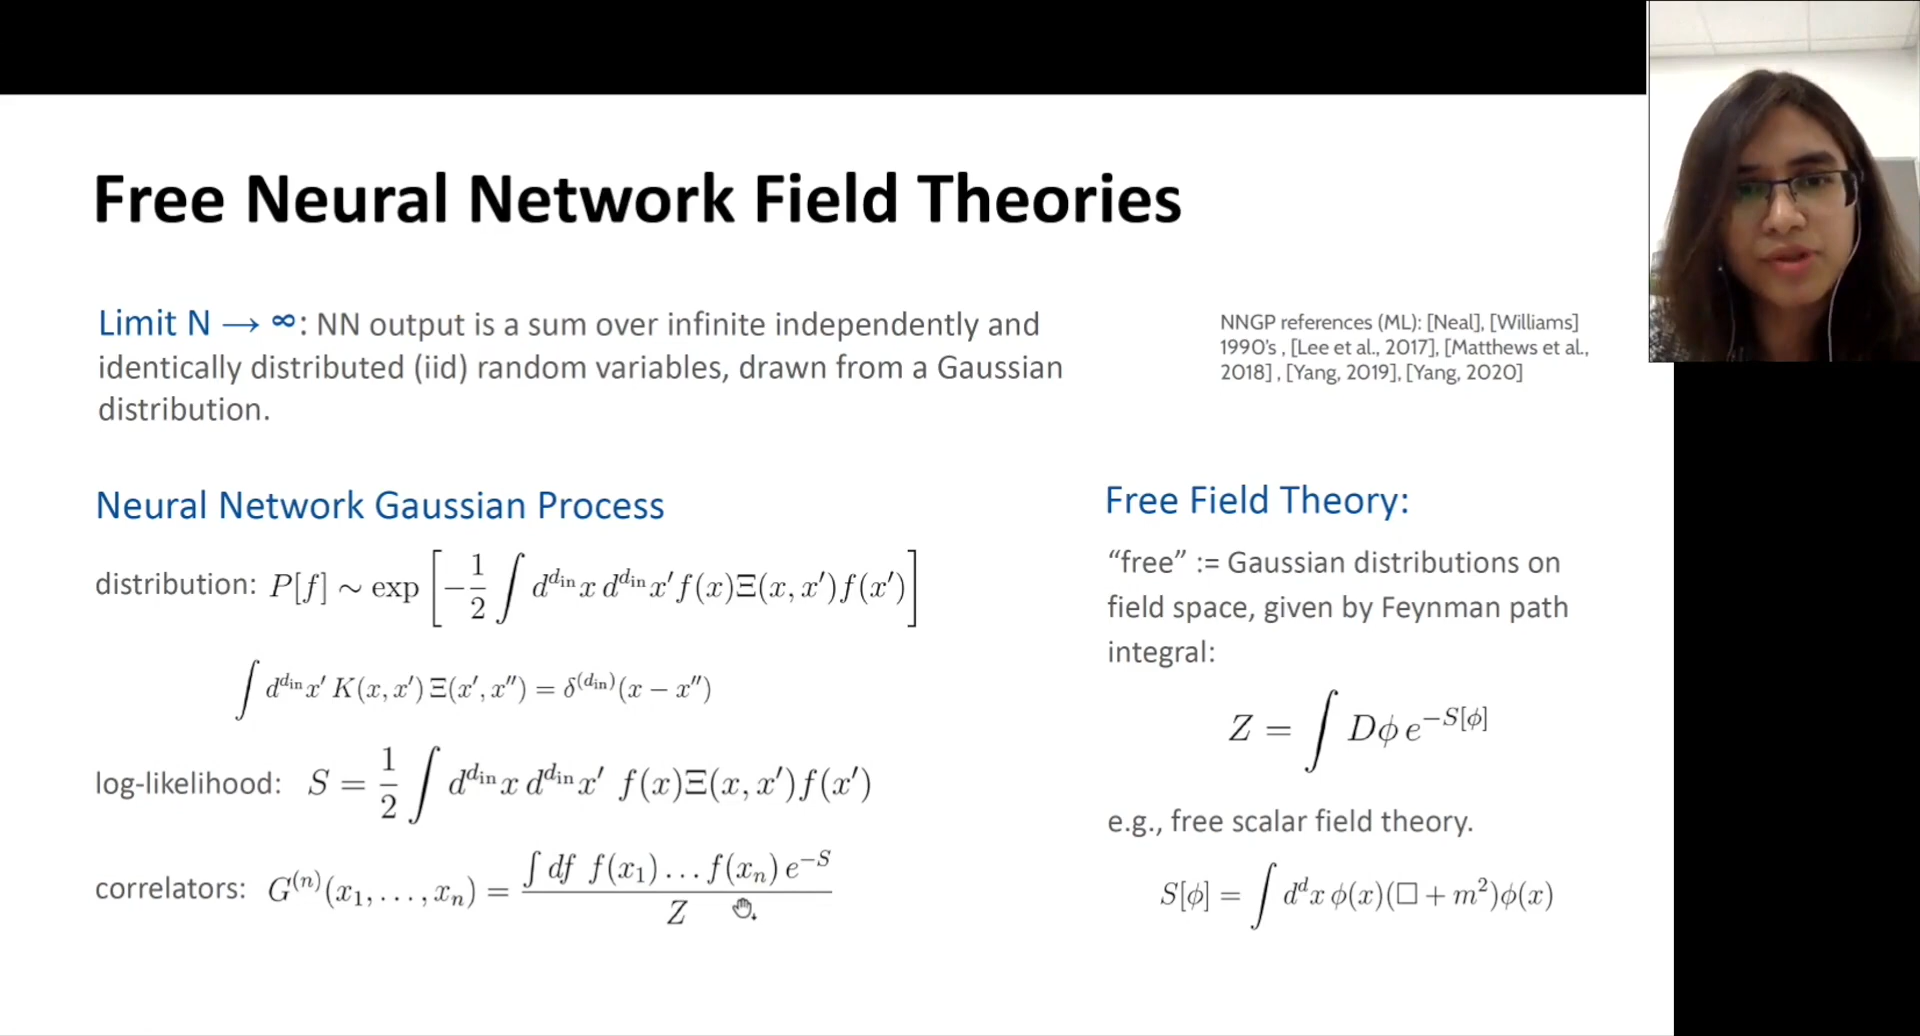 Free Neural Network Field Theories
Limit N → ∞: NN output is a sum over infinite independently and
identically distributed (iid) random variables, drawn from a Gaussian
distribution.
NNGP references (ML): [Neal], [Williams]
1990's , [Lee et al., 2017], [Matthews et al.,
2018] , [Yang, 2019], [Yang, 2020]
Neural Network Gaussian Process
distribution: P[f] ∼ exp [ −1/2 ∫ d^{d_in}x d^{d_in}x′ f(x)Ξ(x, x′)f(x′) ]
∫ d^{d_in}x′ K(x, x′) Ξ(x′, x″) = δ^{(d_in)}(x − x″)
log-likelihood: S = 1/2 ∫ d^{d_in}x d^{d_in}x′ f(x)Ξ(x, x′)f(x′)
correlators: G^{(n)}(x_1, . . . , x_n) = ∫ df f(x_1) . . . f(x_n) e^{−S} / Z
Free Field Theory:
“free” := Gaussian distributions on
field space, given by Feynman path
integral:
Z = ∫ Dϕ e^{−S[ϕ]}
e.g., free scalar field theory.
S[ϕ] = ∫ d^d x ϕ(x)(□ + m²)ϕ(x)